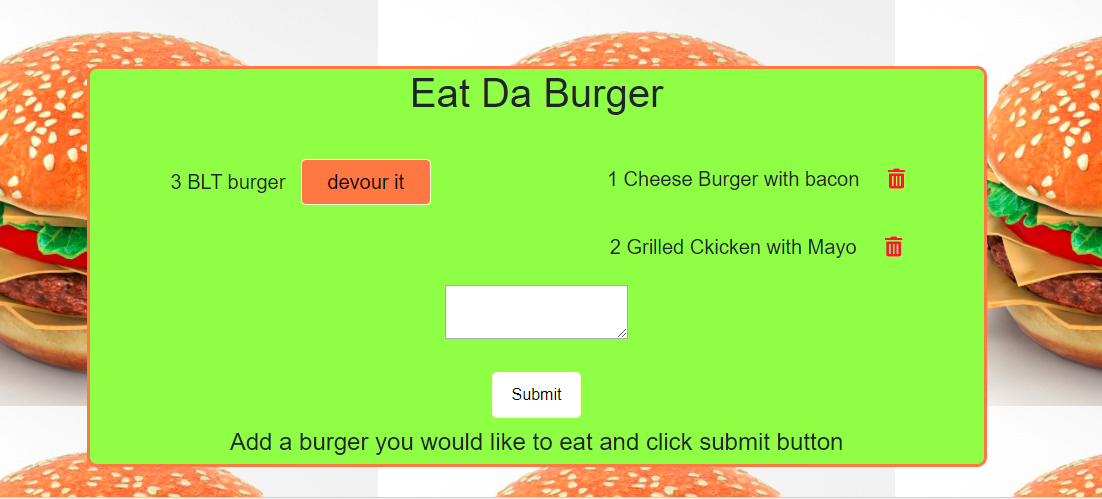 Eat Da Burger
3 BLT burger devour it
1 Cheese Burger with bacon
2 Grilled Ckicken with Mayo
Submit
Add a burger you would like to eat and click submit button